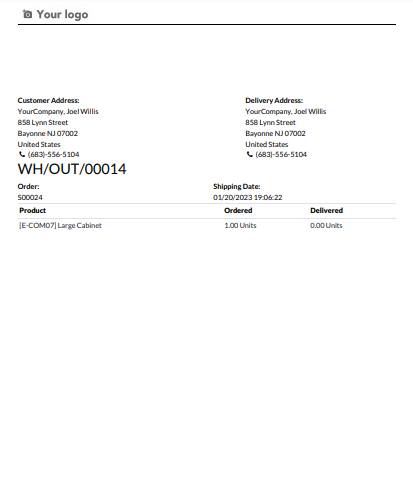 Your logo
Customer Address:
YourCompany, Joel Willis
858 Lynn Street
Bayonne NJ 07002
United States
(683)-556-5104
Delivery Address:
YourCompany, Joel Willis
858 Lynn Street
Bayonne NJ 07002
United States
(683)-556-5104
WH/OUT/00014
Order:
S00024
Shipping Date:
01/20/2023 19:06:22
Product Ordered Delivered
[E-COM07] Large Cabinet 1.00 Units 0.00 Units